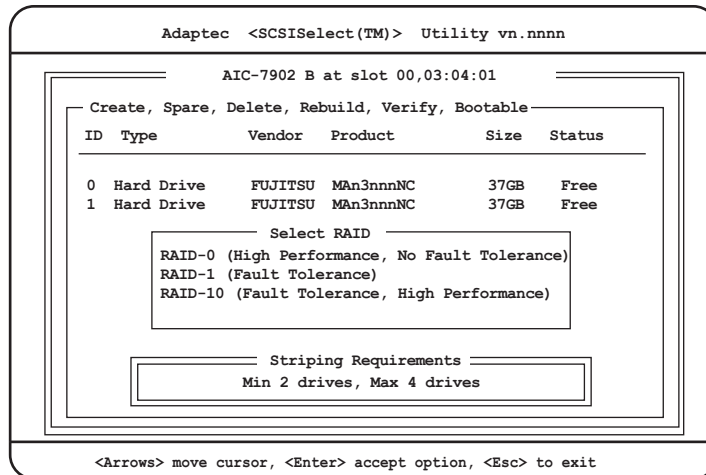 Adaptec <SCSISelect(TM)> Utility vn.nnnn
AIC-7902 B at slot 00,03:04:01
Create, Spare, Delete, Rebuild, Verify, Bootable
ID Type Vendor Product Size Status
0 Hard Drive FUJITSU MAn3nnnNC 37GB Free
1 Hard Drive FUJITSU MAn3nnnNC 37GB Free
Select RAID
RAID-0 (High Performance, No Fault Tolerance)
RAID-1 (Fault Tolerance)
RAID-10 (Fault Tolerance, High Performance)
Striping Requirements
Min 2 drives, Max 4 drives
<Arrows> move cursor, <Enter> accept option, <Esc> to exit